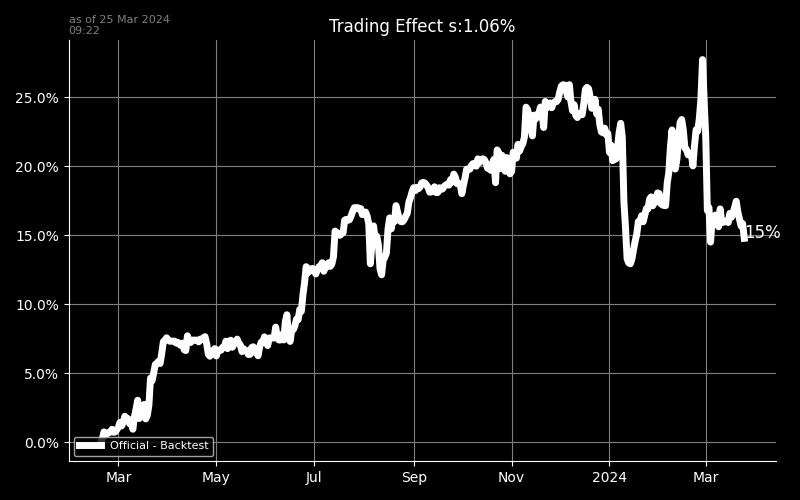 as of 25 Mar 2024
09:22
Trading Effect s:1.06%
25.0%
20.0%
15.0%
10.0%
5.0%
0.0%
15%
Official - Backtest
Mar
May
Jul
Sep
Nov
2024
Mar